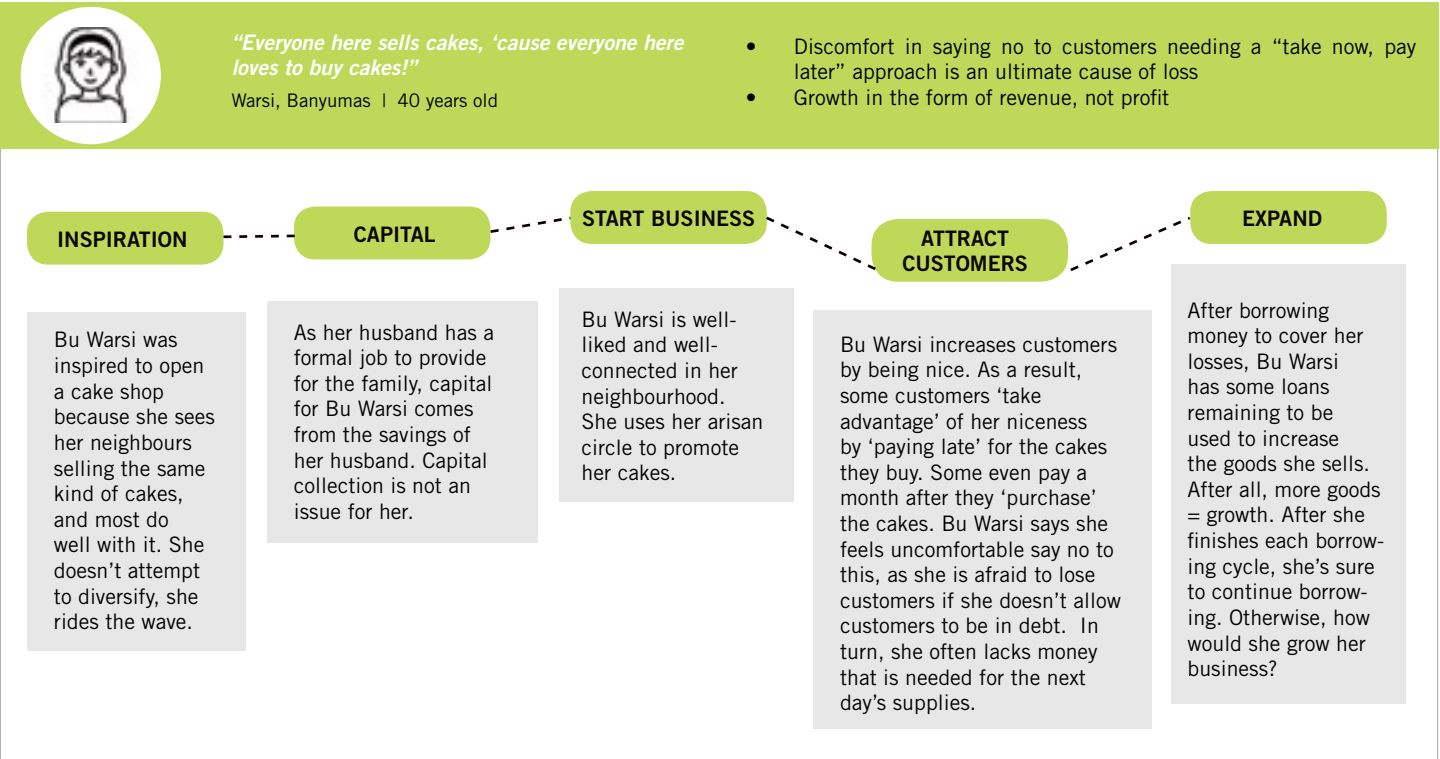 “Everyone here sells cakes, ‘cause everyone here
loves to buy cakes!”
Warsi, Banyumas | 40 years old
• Discomfort in saying no to customers needing a “take now, pay
later” approach is an ultimate cause of loss
• Growth in the form of revenue, not profit
INSPIRATION
Bu Warsi was
inspired to open
a cake shop
because she sees
her neighbours
selling the same
kind of cakes,
and most do
well with it. She
doesn’t attempt
to diversify, she
rides the wave.
CAPITAL
As her husband has a
formal job to provide
for the family, capital
for Bu Warsi comes
from the savings of
her husband. Capital
collection is not an
issue for her.
START BUSINESS
Bu Warsi is well-
liked and well-
connected in her
neighbourhood.
She uses her arisan
circle to promote
her cakes.
ATTRACT
CUSTOMERS
Bu Warsi increases customers
by being nice. As a result,
some customers ‘take
advantage’ of her niceness
by ‘paying late’ for the cakes
they buy. Some even pay a
month after they ‘purchase’
the cakes. Bu Warsi says she
feels uncomfortable say no to
this, as she is afraid to lose
customers if she doesn’t allow
customers to be in debt.  In
turn, she often lacks money
that is needed for the next
day’s supplies.
EXPAND
After borrowing
money to cover her
losses, Bu Warsi
has some loans
remaining to be
used to increase
the goods she sells.
After all, more goods
= growth. After she
finishes each borrow-
ing cycle, she’s sure
to continue borrow-
ing. Otherwise, how
would she grow her
business?